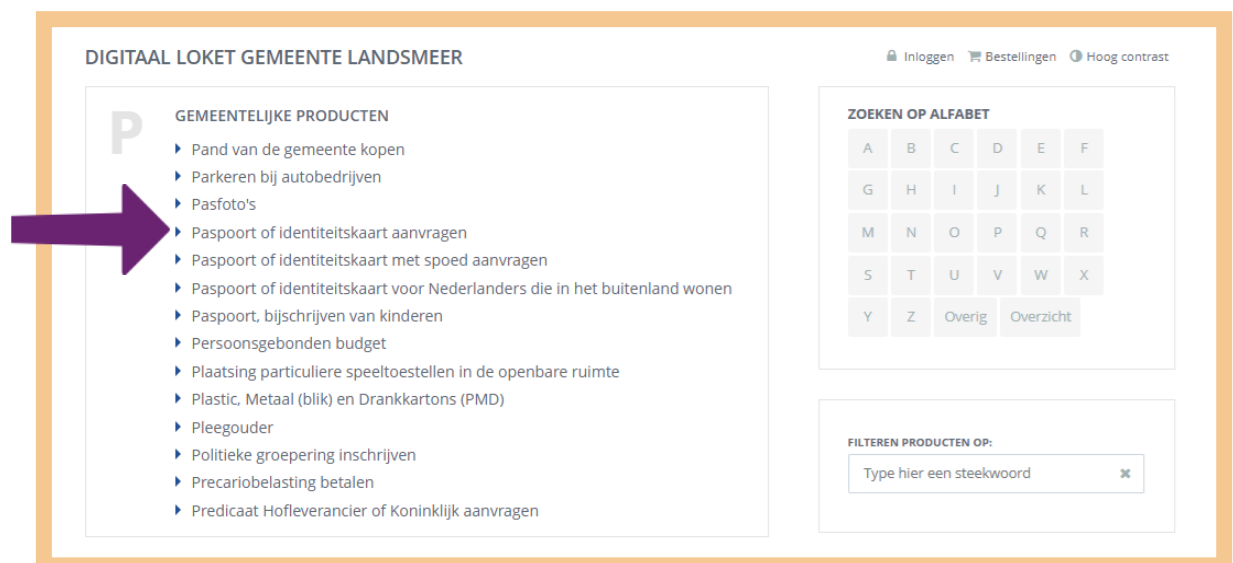 DIGITAAL LOKET GEMEENTE LANDSMEER
Inloggen Bestellingen Hoog contrast
P
GEMEENTELIJKE PRODUCTEN
Pand van de gemeente kopen
Parkeren bij autobedrijven
Pasfoto's
Paspoort of identiteitskaart aanvragen
Paspoort of identiteitskaart met spoed aanvragen
Paspoort of identiteitskaart voor Nederlanders die in het buitenland wonen
Paspoort, bijschrijven van kinderen
Persoonsgebonden budget
Plaatsing particuliere speeltoestellen in de openbare ruimte
Plastic, Metaal (blik) en Drankkartons (PMD)
Pleegouder
Politieke groepering inschrijven
Precariobelasting betalen
Predicaat Hofleverancier of Koninklijk aanvragen
ZOEKEN OP ALFABET
A B C D E F
G H I J K L
M N O P Q R
S T U V W X
Y Z Overig Overzicht
FILTEREN PRODUCTEN OP:
Type hier een steekwoord